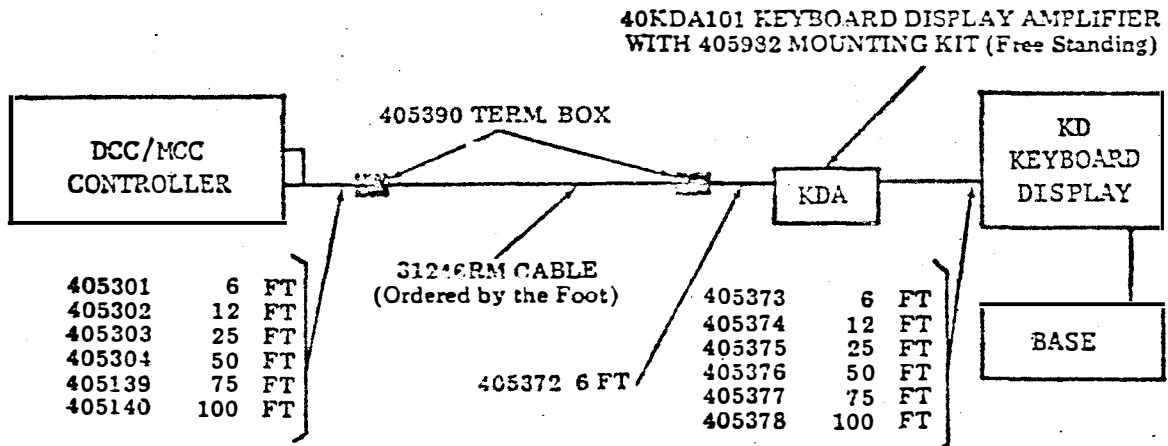 40KDA101 KEYBOARD DISPLAY AMPLIFIER
WITH 405932 MOUNTING KIT (Free Standing)
DCC/MCC
CONTROLLER
405390 TERM. BOX
KDA
KD
KEYBOARD
DISPLAY
BASE
CABLE
(Ordered by the Foot)
405301 6 FT
405302 12 FT
405303 25 FT
405304 50 FT
405139 75 FT
405140 100 FT
405372 6 FT
405373 6 FT
405374 12 FT
405375 25 FT
405376 50 FT
405377 75 FT
405378 100 FT